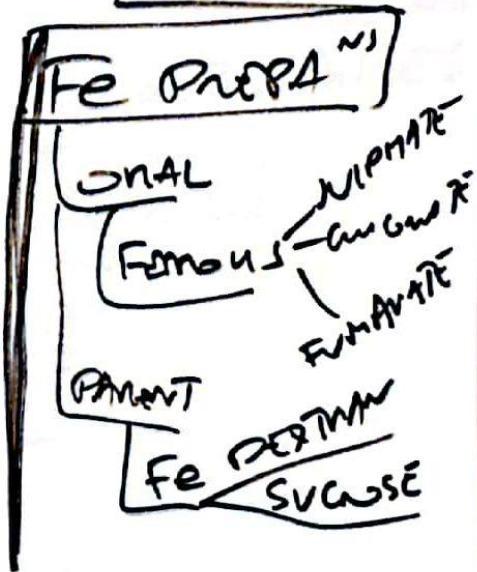 Fe PREPA^NS
ORAL
FERROUS
SULPHATE
GLUCONATE
FUMARATE
PARENT
Fe DEXTRAN
SUCROSE